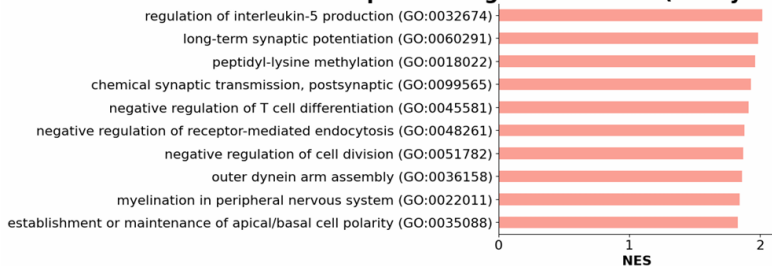 regulation of interleukin-5 production (GO:0032674)
long-term synaptic potentiation (GO:0060291)
peptidyl-lysine methylation (GO:0018022)
chemical synaptic transmission, postsynaptic (GO:0099565)
negative regulation of T cell differentiation (GO:0045581)
negative regulation of receptor-mediated endocytosis (GO:0048261)
negative regulation of cell division (GO:0051782)
outer dynein arm assembly (GO:0036158)
myelination in peripheral nervous system (GO:0022011)
establishment or maintenance of apical/basal cell polarity (GO:0035088)
0 1 2
NES